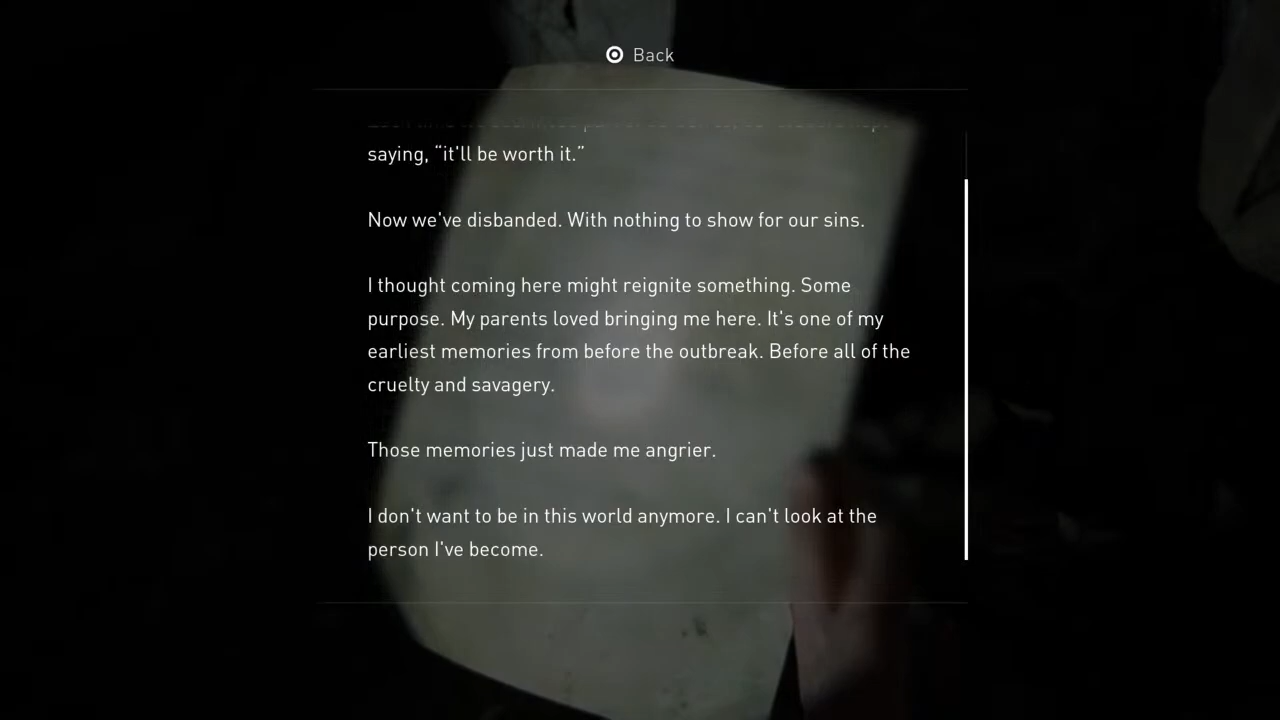 Back
saying, “it'll be worth it.”
Now we've disbanded. With nothing to show for our sins.
I thought coming here might reignite something. Some
purpose. My parents loved bringing me here. It's one of my
earliest memories from before the outbreak. Before all of the
cruelty and savagery.
Those memories just made me angrier.
I don't want to be in this world anymore. I can't look at the
person I've become.